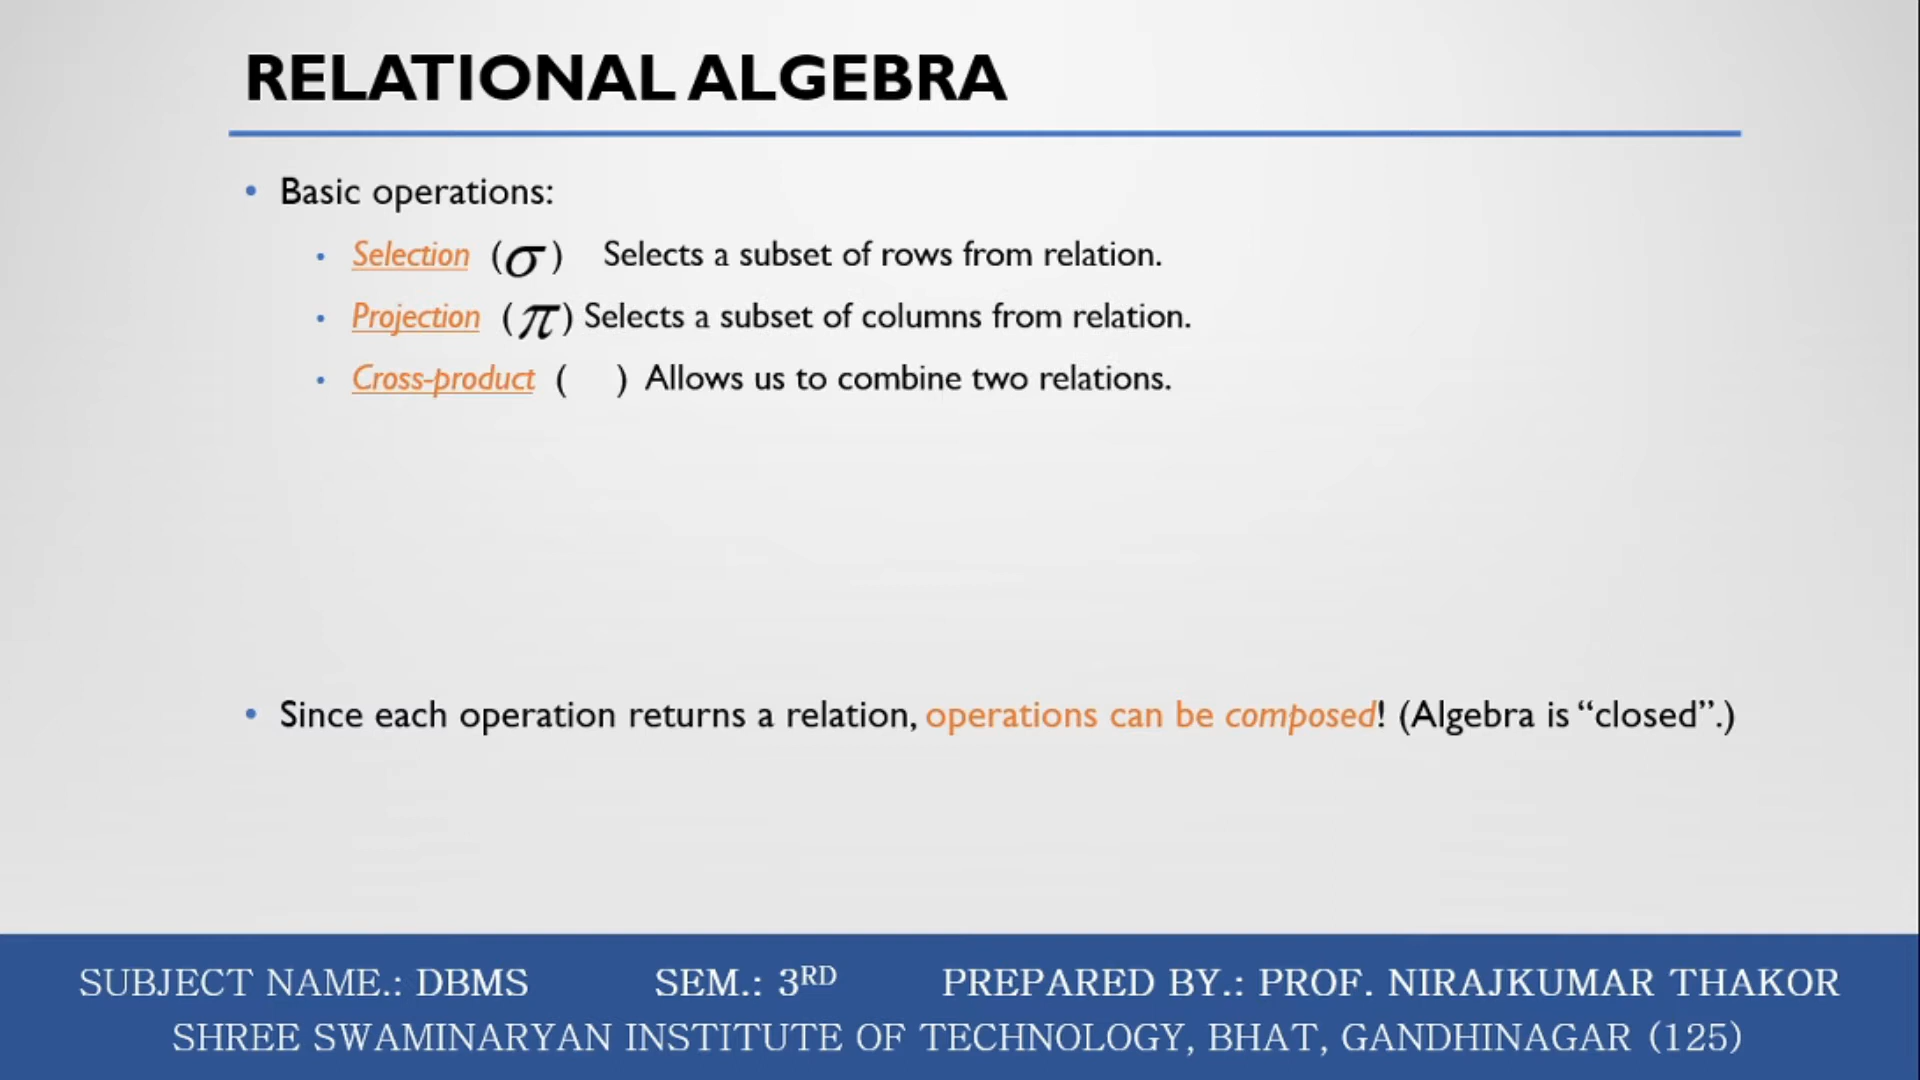 RELATIONAL ALGEBRA
• Basic operations:
• Selection (σ) Selects a subset of rows from relation.
• Projection (π) Selects a subset of columns from relation.
• Cross-product ( ) Allows us to combine two relations.
• Since each operation returns a relation, operations can be composed! (Algebra is “closed”.)
SUBJECT NAME.: DBMS SEM.: 3RD PREPARED BY.: PROF. NIRAJKUMAR THAKOR
SHREE SWAMINARYAN INSTITUTE OF TECHNOLOGY, BHAT, GANDHINAGAR (125)